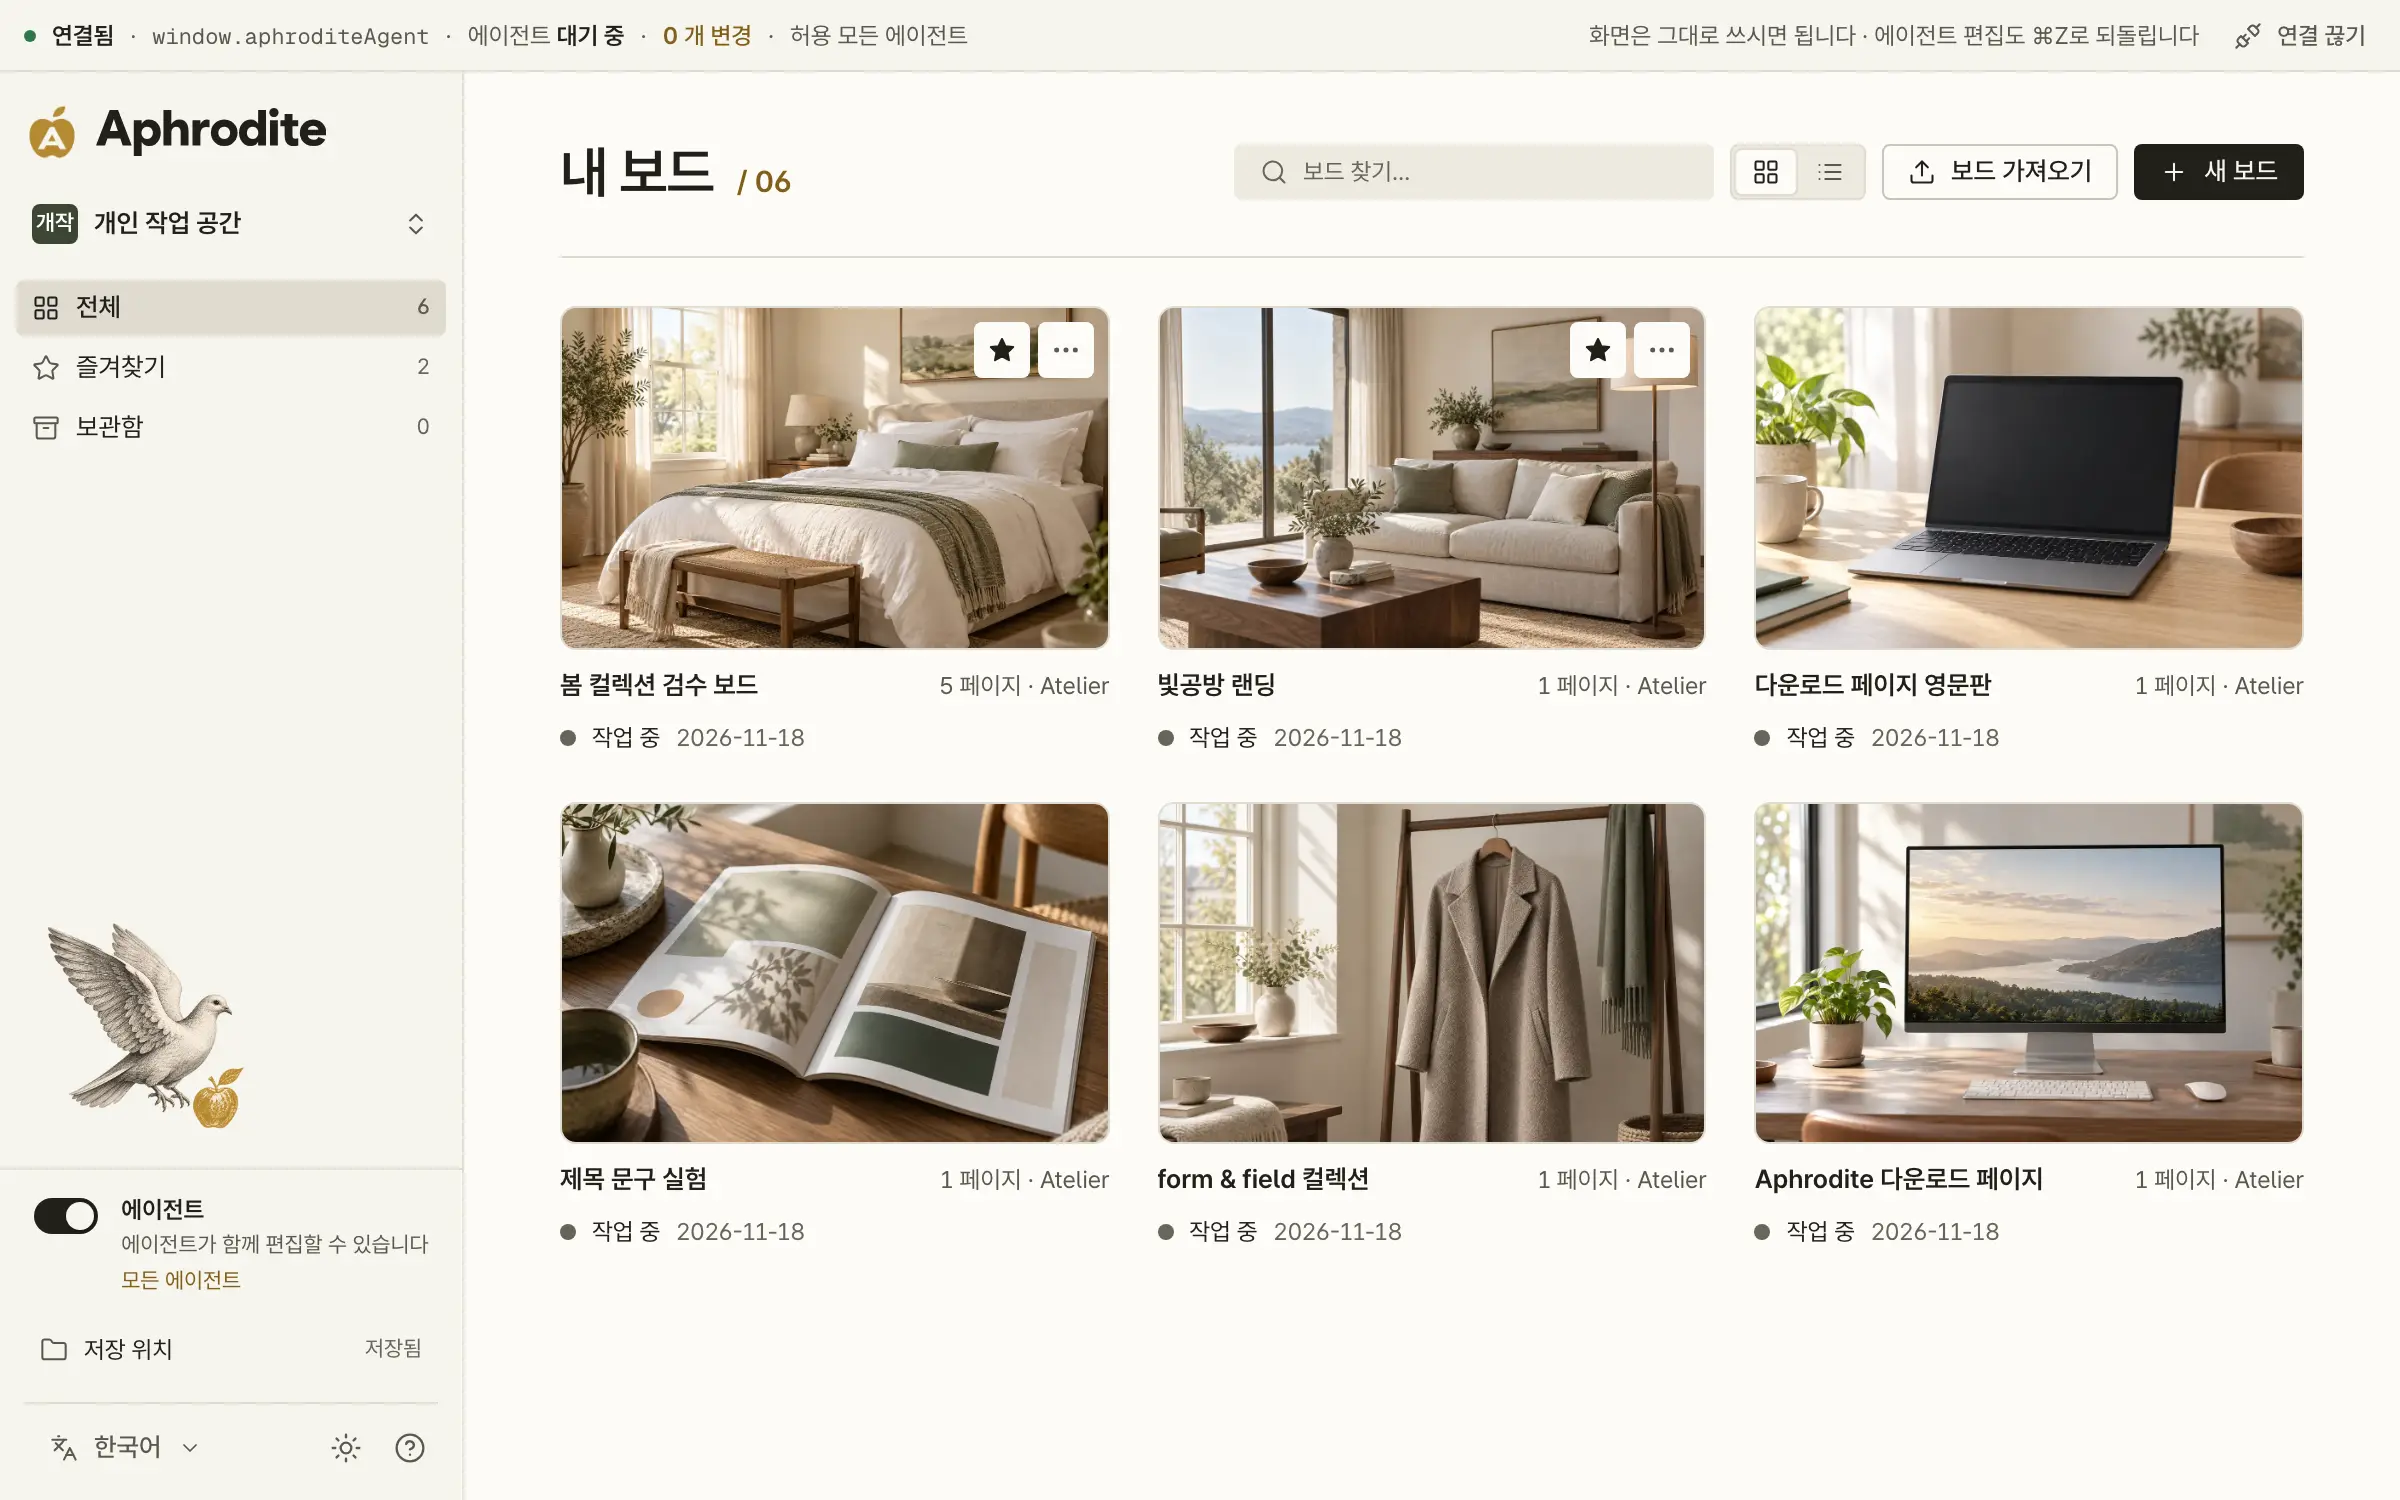 연결됨 · window.aphroditeAgent · 에이전트 대기 중 · 0 개 변경 · 허용 모든 에이전트
화면은 그대로 쓰시면 됩니다 · 에이전트 편집도 ⌘Z로 되돌립니다 연결 끊기
Aphrodite
개작 개인 작업 공간
전체 6
즐겨찾기 2
보관함 0
에이전트
에이전트가 함께 편집할 수 있습니다
모든 에이전트
저장 위치 저장됨
한국어
내 보드 / 06
보드 찾기...
보드 가져오기
새 보드
봄 컬렉션 검수 보드 5 페이지 · Atelier
작업 중 2026-11-18
빛공방 랜딩 1 페이지 · Atelier
작업 중 2026-11-18
다운로드 페이지 영문판 1 페이지 · Atelier
작업 중 2026-11-18
제목 문구 실험 1 페이지 · Atelier
작업 중 2026-11-18
form & field 컬렉션 1 페이지 · Atelier
작업 중 2026-11-18
Aphrodite 다운로드 페이지 1 페이지 · Atelier
작업 중 2026-11-18